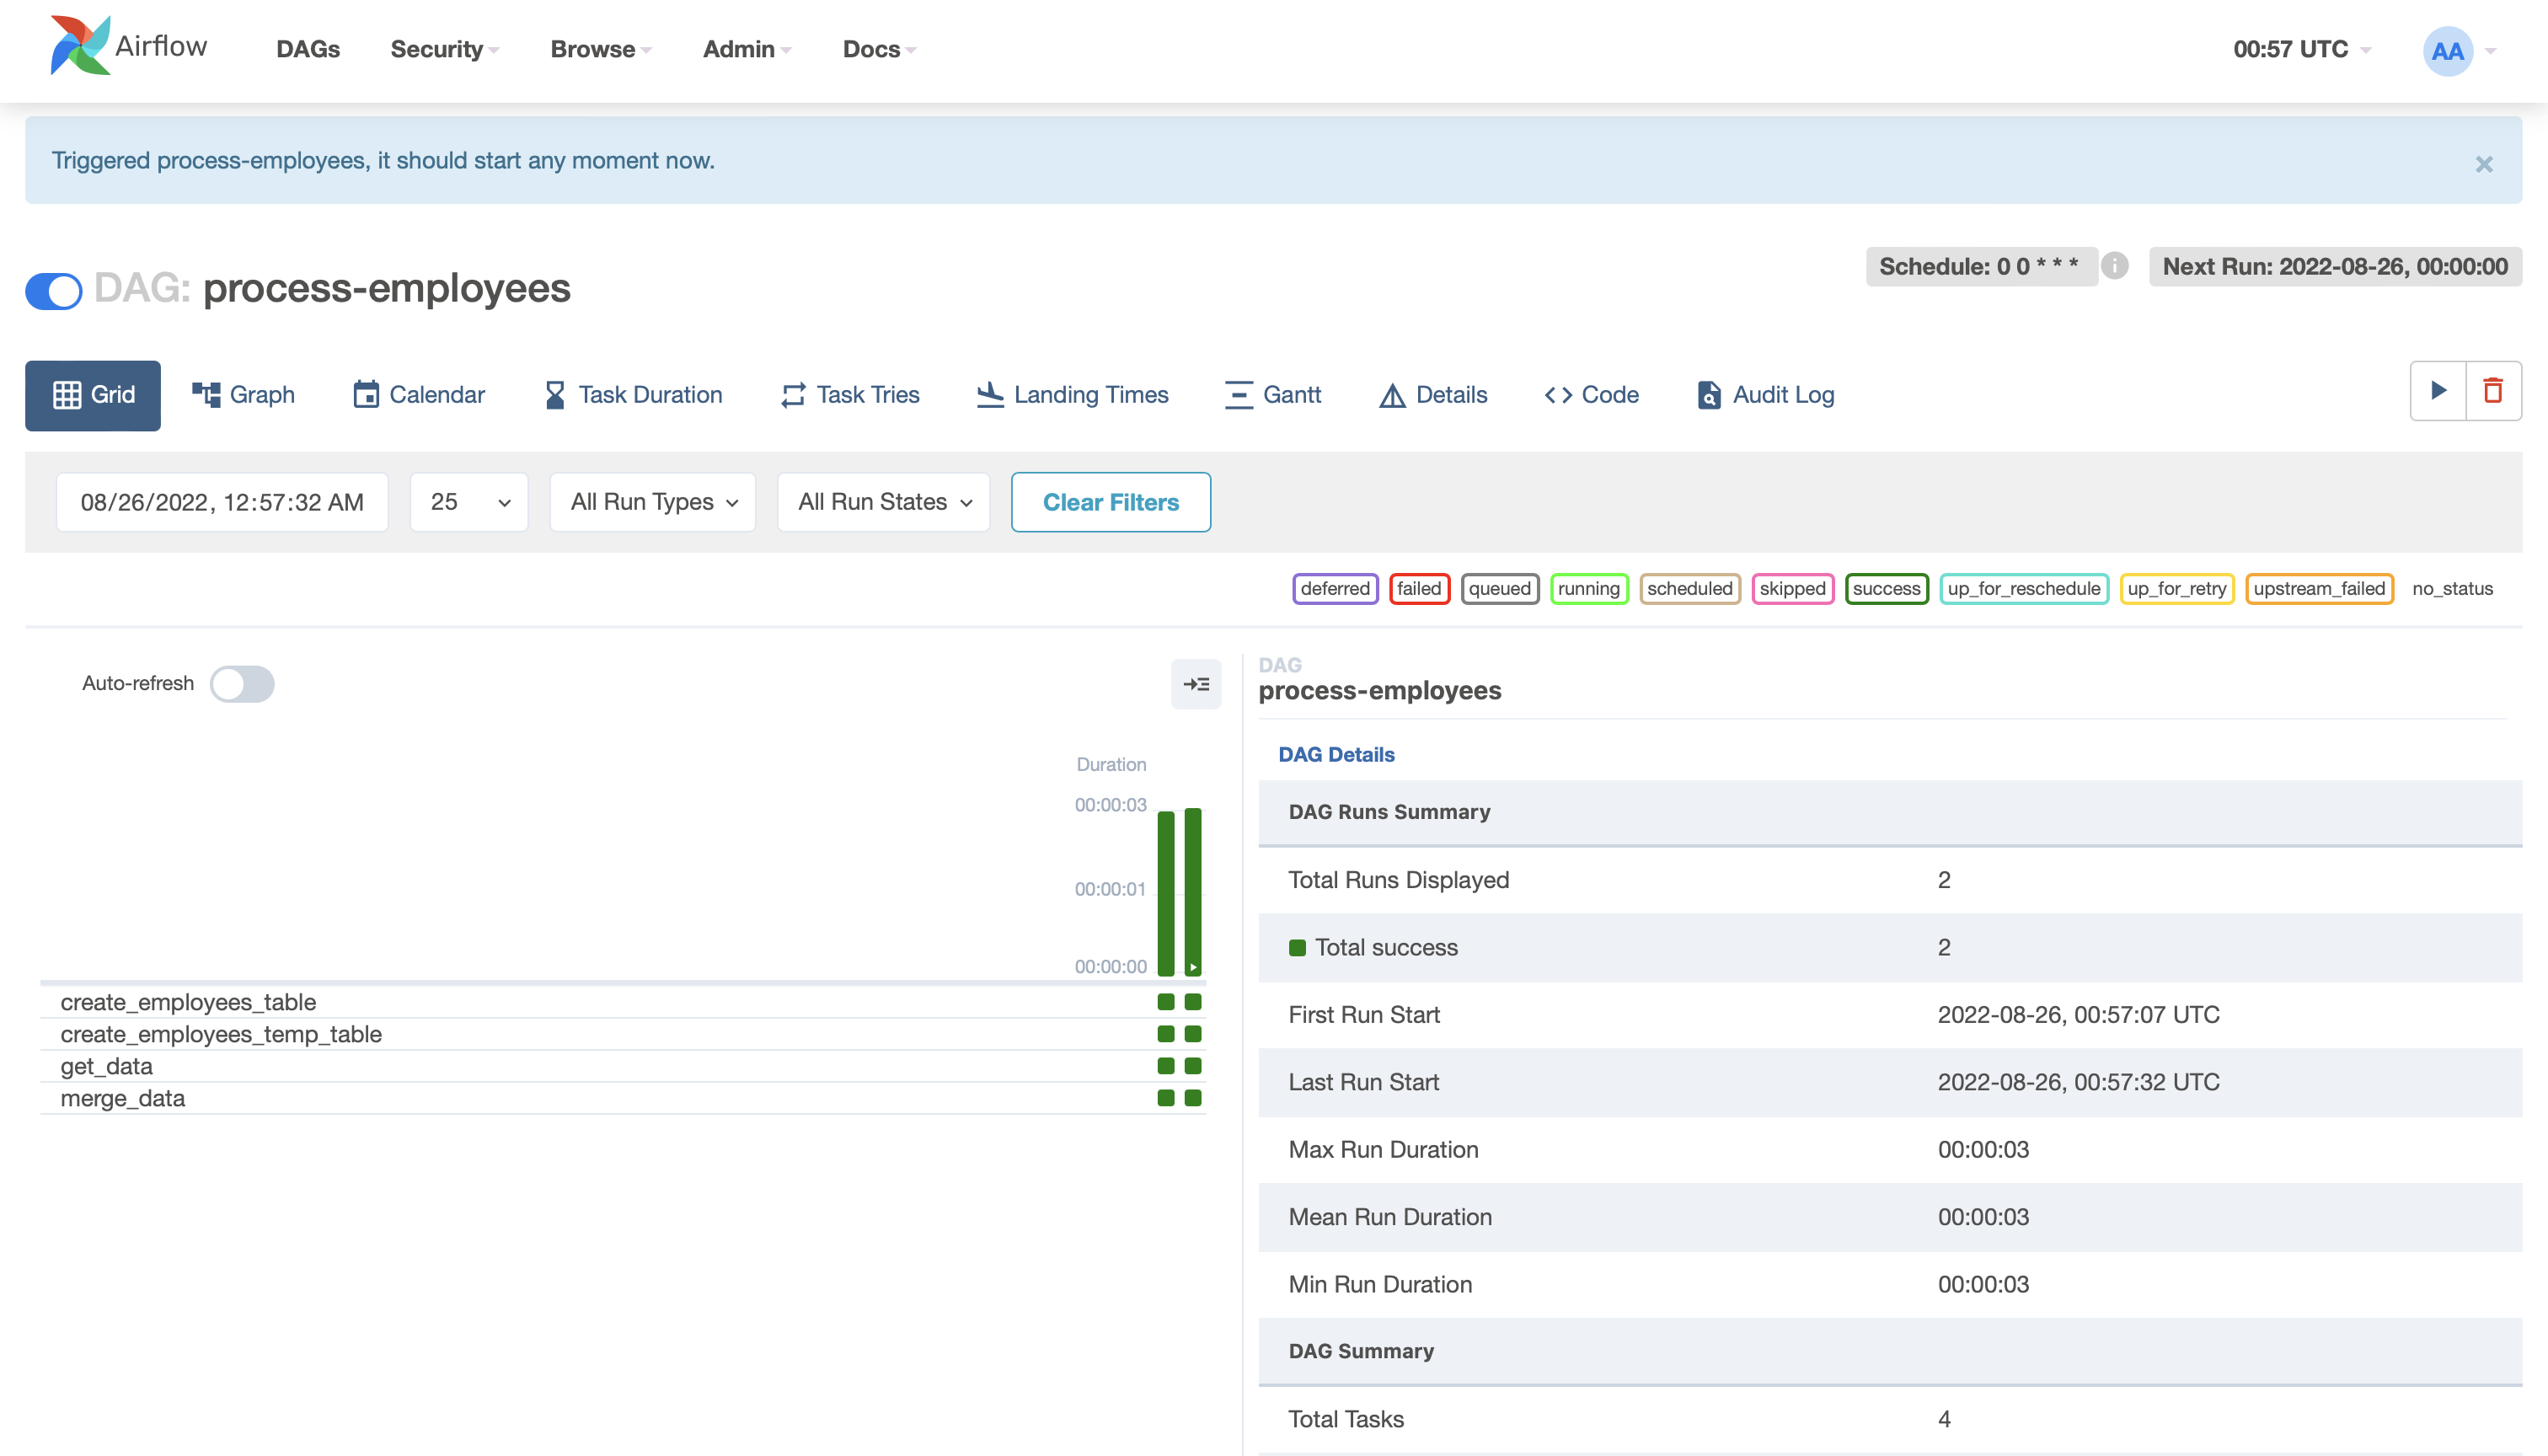 Airflow DAGs Security Browse Admin Docs 00:57 UTC AA
Triggered process-employees, it should start any moment now. ×
Schedule: 0 0 * * * i Next Run: 2022-08-26, 00:00:00
DAG: process-employees
Grid Graph Calendar Task Duration Task Tries Landing Times Gantt Details Code Audit Log
08/26/2022, 12:57:32 AM 25 All Run Types All Run States Clear Filters
deferred failed queued running scheduled skipped success up_for_reschedule up_for_retry upstream_failed no_status
Auto-refresh
Duration
00:00:03
00:00:01
00:00:00
create_employees_table
create_employees_temp_table
get_data
merge_data
DAG
process-employees
DAG Details
DAG Runs Summary
Total Runs Displayed 2
Total success 2
First Run Start 2022-08-26, 00:57:07 UTC
Last Run Start 2022-08-26, 00:57:32 UTC
Max Run Duration 00:00:03
Mean Run Duration 00:00:03
Min Run Duration 00:00:03
DAG Summary
Total Tasks 4